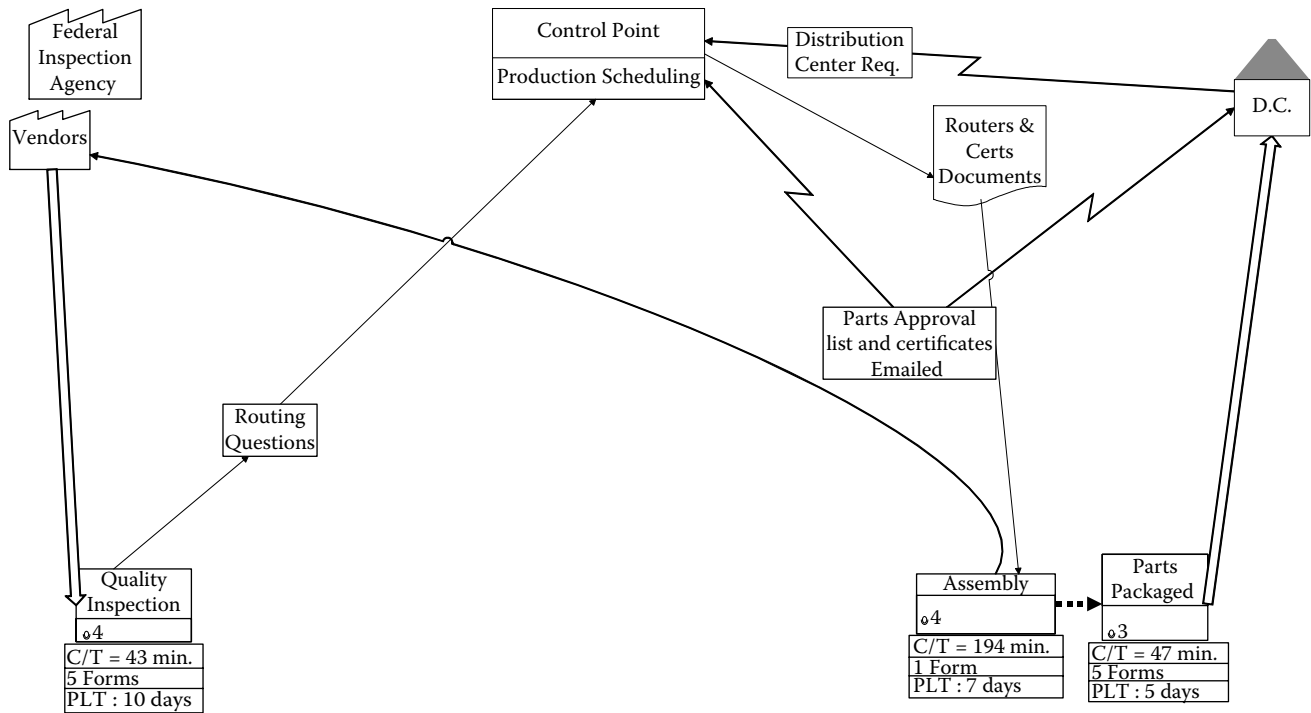 Federal
Inspection
Agency
Vendors
Control Point
Production Scheduling
Distribution
Center Req.
D.C.
Routers &
Certs
Documents
Parts Approval
list and certificates
Emailed
Routing
Questions
Quality
Inspection
4
C/T = 43 min.
5 Forms
PLT : 10 days
Assembly
4
C/T = 194 min.
1 Form
PLT : 7 days
Parts
Packaged
3
C/T = 47 min.
5 Forms
PLT : 5 days